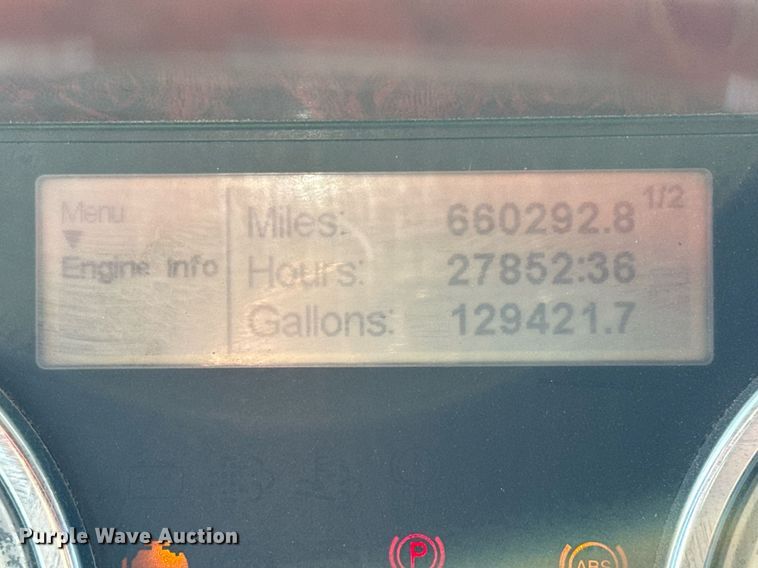 1/2
Menu
Miles: 660292.8
Engine Info
Hours: 27852:36
Gallons: 129421.7
Purple Wave Auction
P
ABS